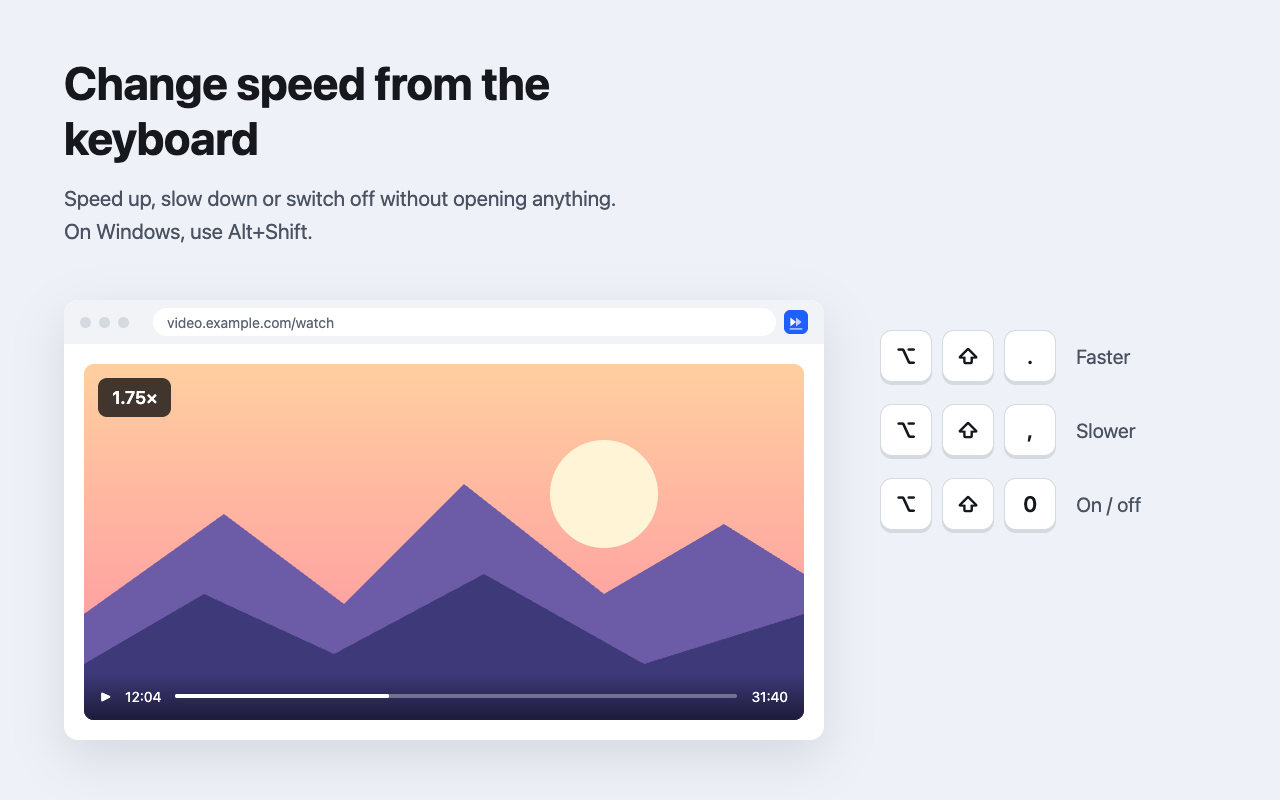 Change speed from the
keyboard
Speed up, slow down or switch off without opening anything.
On Windows, use Alt+Shift.
video.example.com/watch
1.75×
12:04
31:40
⌥ ⇧ . Faster
⌥ ⇧ , Slower
⌥ ⇧ 0 On / off